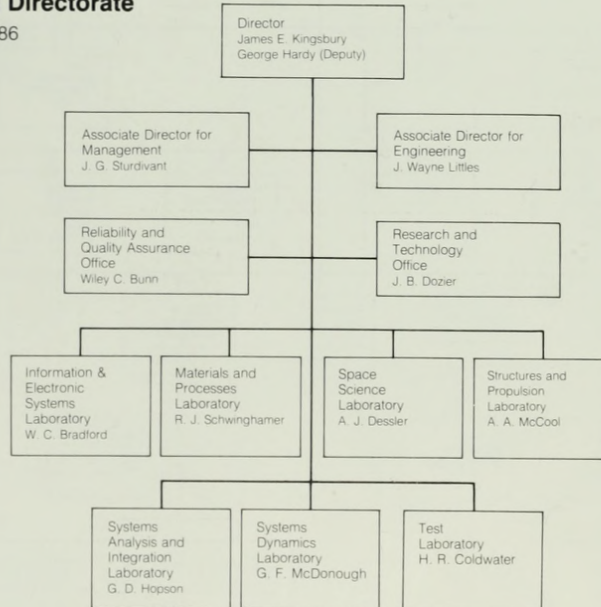 Directorate
86
Director
James E. Kingsbury
George Hardy (Deputy)
Associate Director for
Management
J. G. Sturdivant
Associate Director for
Engineering
J. Wayne Littles
Reliability and
Quality Assurance
Office
Wiley C. Bunn
Research and
Technology
Office
J. B. Dozier
Information &
Electronic
Systems
Laboratory
W. C. Bradford
Materials and
Processes
Laboratory
R. J. Schwinghamer
Space
Science
Laboratory
A. J. Dessler
Structures and
Propulsion
Laboratory
A. A. McCool
Systems
Analysis and
Integration
Laboratory
G. D. Hopson
Systems
Dynamics
Laboratory
G. F. McDonough
Test
Laboratory
H. R. Coldwater